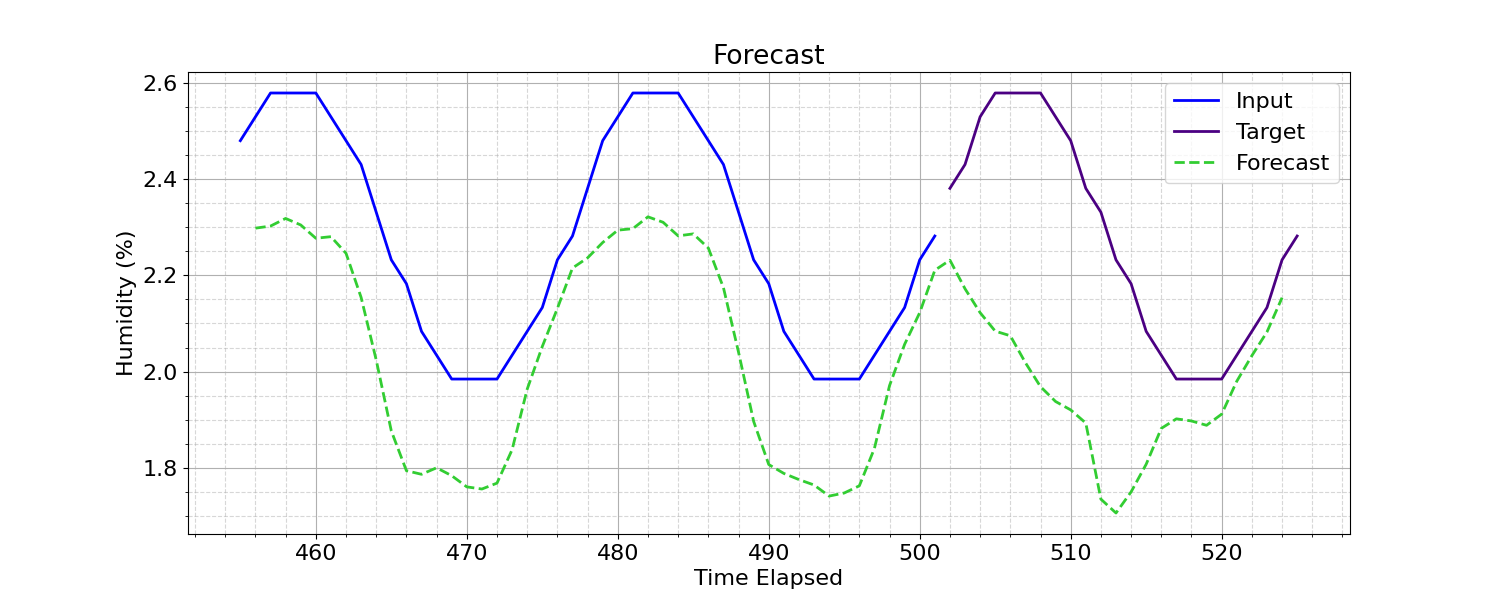 Forecast
2.6
2.4
2.2
2.0
1.8
Humidity (%)
Input
Target
Forecast
460 470 480 490 500 510 520
Time Elapsed